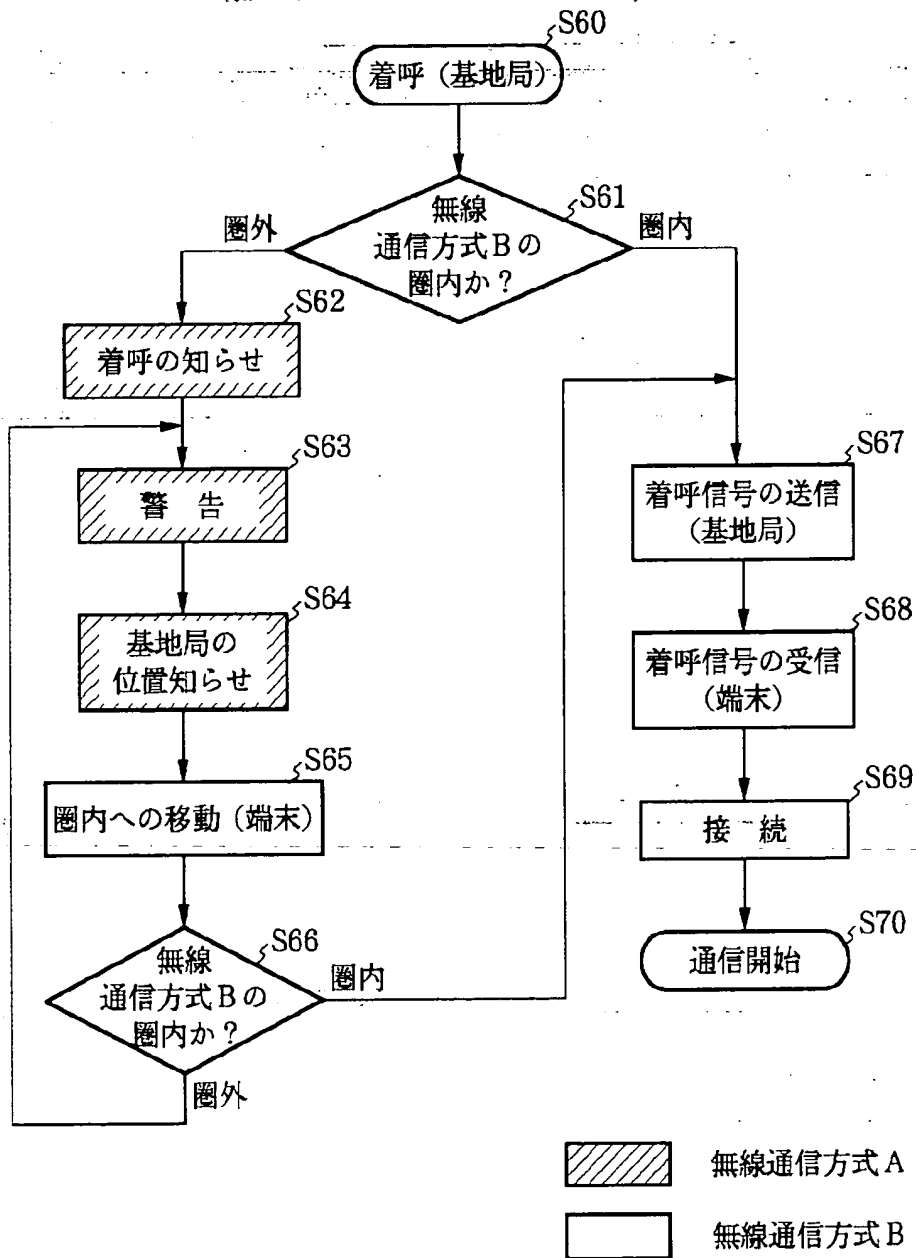 S60
着呼（基地局）
S61
無線
通信方式Bの
圏内か？
圏外
圏内
S62
着呼の知らせ
S63
警 告
S64
基地局の
位置知らせ
S65
圏内への移動（端末）
S66
無線
通信方式Bの
圏内か？
圏内
圏外
S67
着呼信号の送信
（基地局）
S68
着呼信号の受信
（端末）
S69
接 続
S70
通信開始
無線通信方式A
無線通信方式B